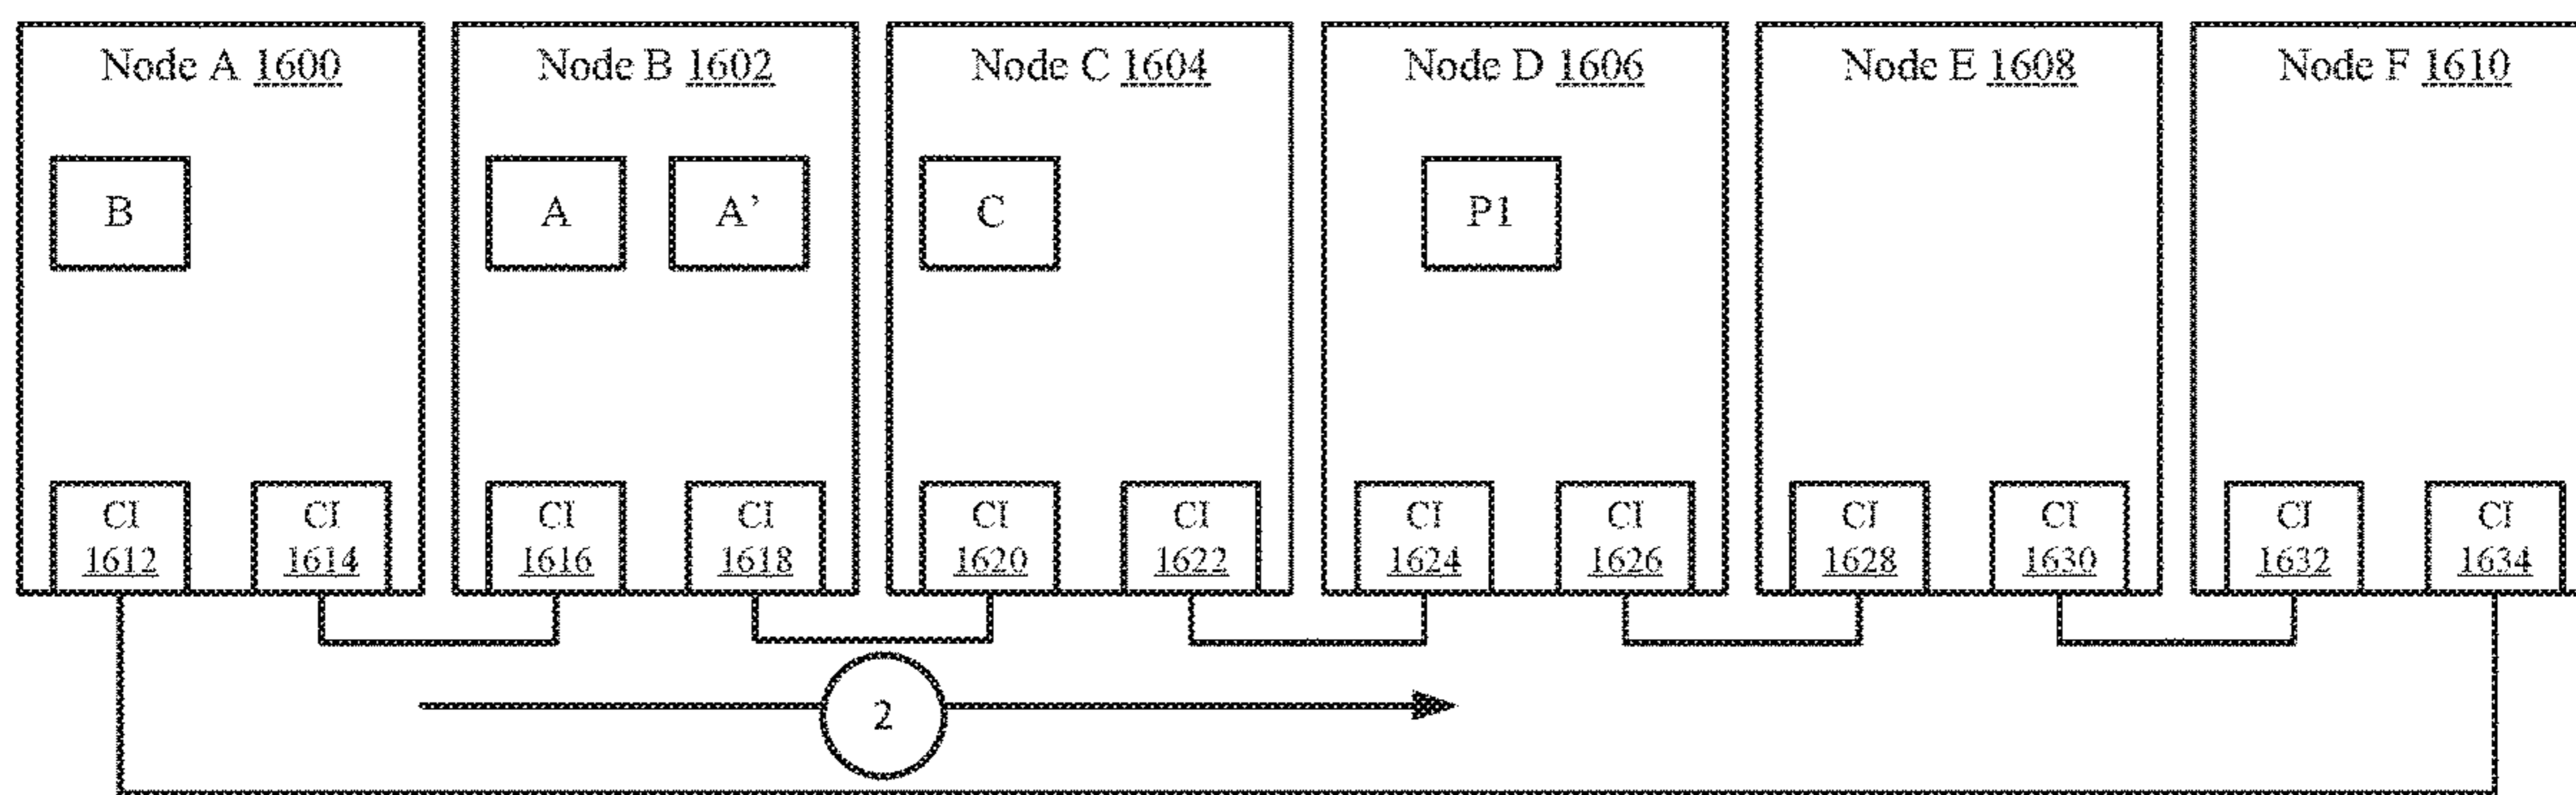 Node A 1600
Node B 1602
Node C 1604
Node D 1606
Node E 1608
Node F 1610
B
A
A’
C
P1
CI
1612
CI
1614
CI
1616
CI
1618
CI
1620
CI
1622
CI
1624
CI
1626
CI
1628
CI
1630
CI
1632
CI
1634
2